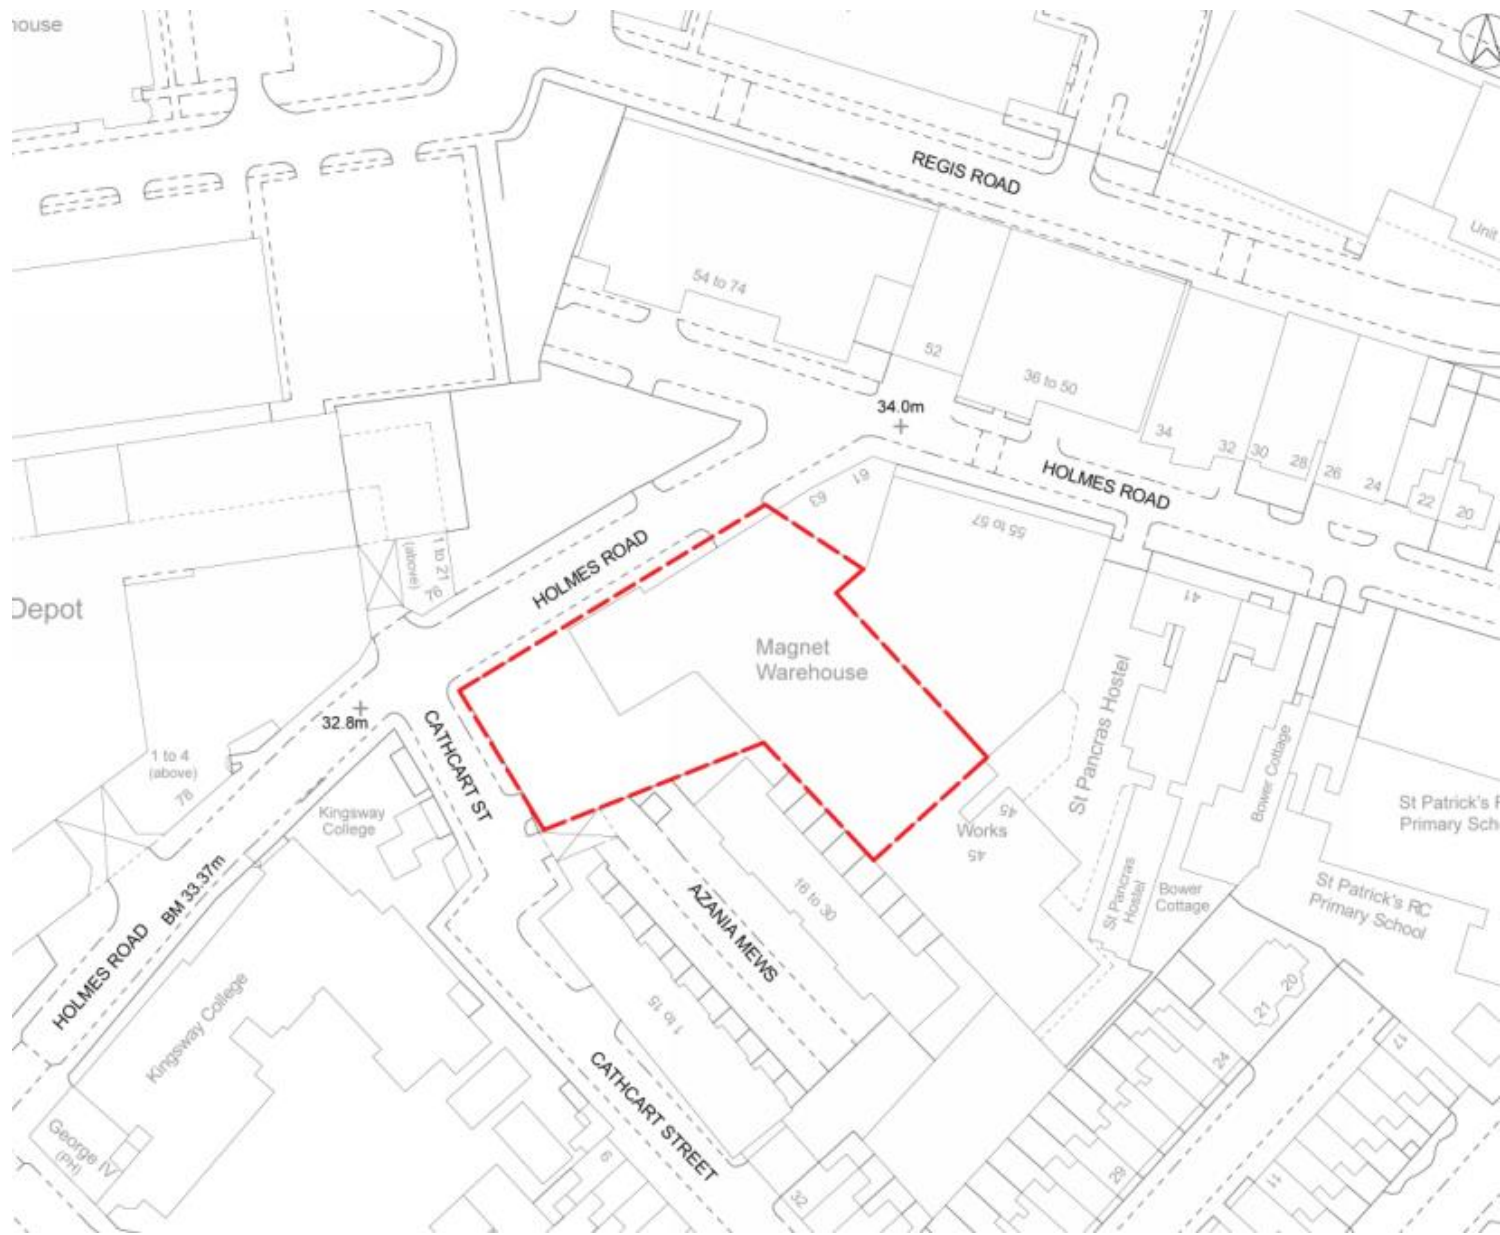 house
REGIS ROAD
Unit
54 to 74
52
36 to 50
34.0m
34
32
30
28
26
24
22
20
HOLMES ROAD
61
63
55 to 57
HOLMES ROAD
1 to 21
(above)
76
Depot
41
Magnet
Warehouse
St Pancras Hostel
32.8m
CATHCART ST
1 to 4
(above)
78
Bower Cottage
Kingsway
College
45
Works
45
St Patrick's R
Primary Sch
BM 33.37m
16 to 30
St Pancras
Hostel
Bower
Cottage
St Patrick's RC
Primary School
AZANIA MEWS
HOLMES ROAD
Kingsway College
1 to 15
21
20
24
17
CATHCART STREET
George IV
(PH)
9
32
29
11